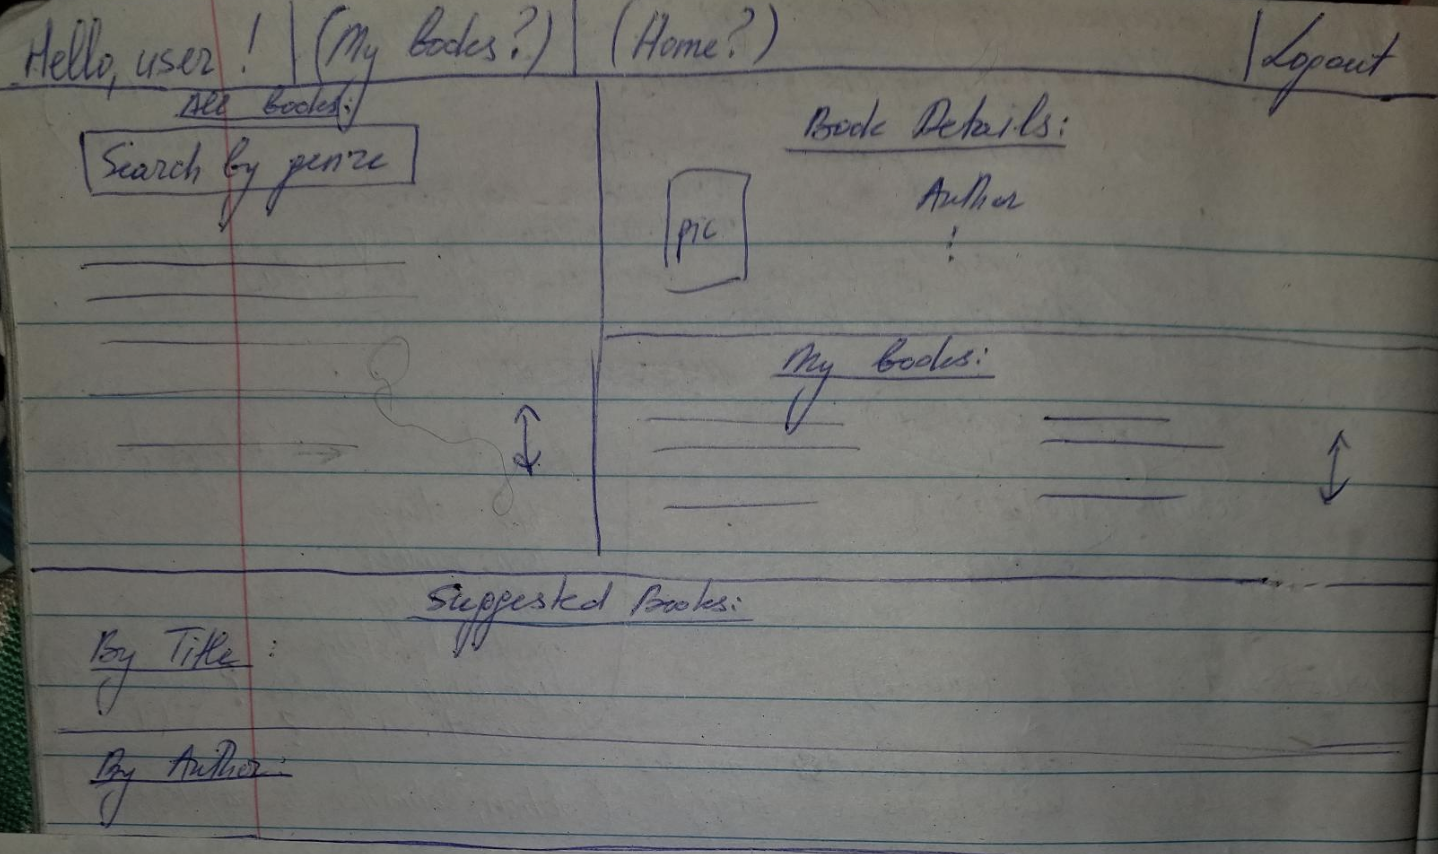 Hello, user! (My books?) (Home?) Logout
All books:
Search by genre
Book Details:
Author
:
pic
My books:
Suggested Books:
By Title :
By Author: